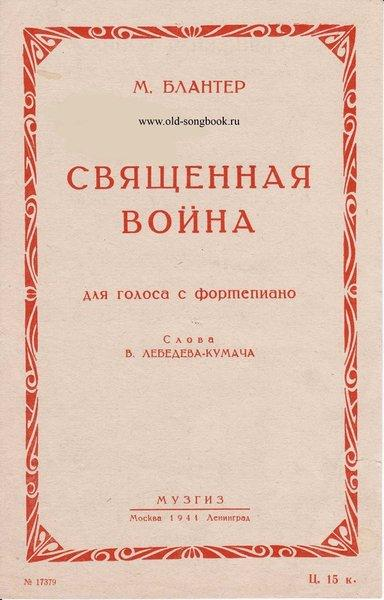 М. БЛАНТЕР
www.old-songbook.ru
СВЯЩЕННАЯ
ВОЙНА
ДЛЯ ГОЛОСА С ФОРТЕПИАНО
Слова
В. ЛЕБЕДЕВА-КУМАЧА
МУЗГИЗ
Москва 1941 Ленинград
№ 17379
Ц. 15 к.